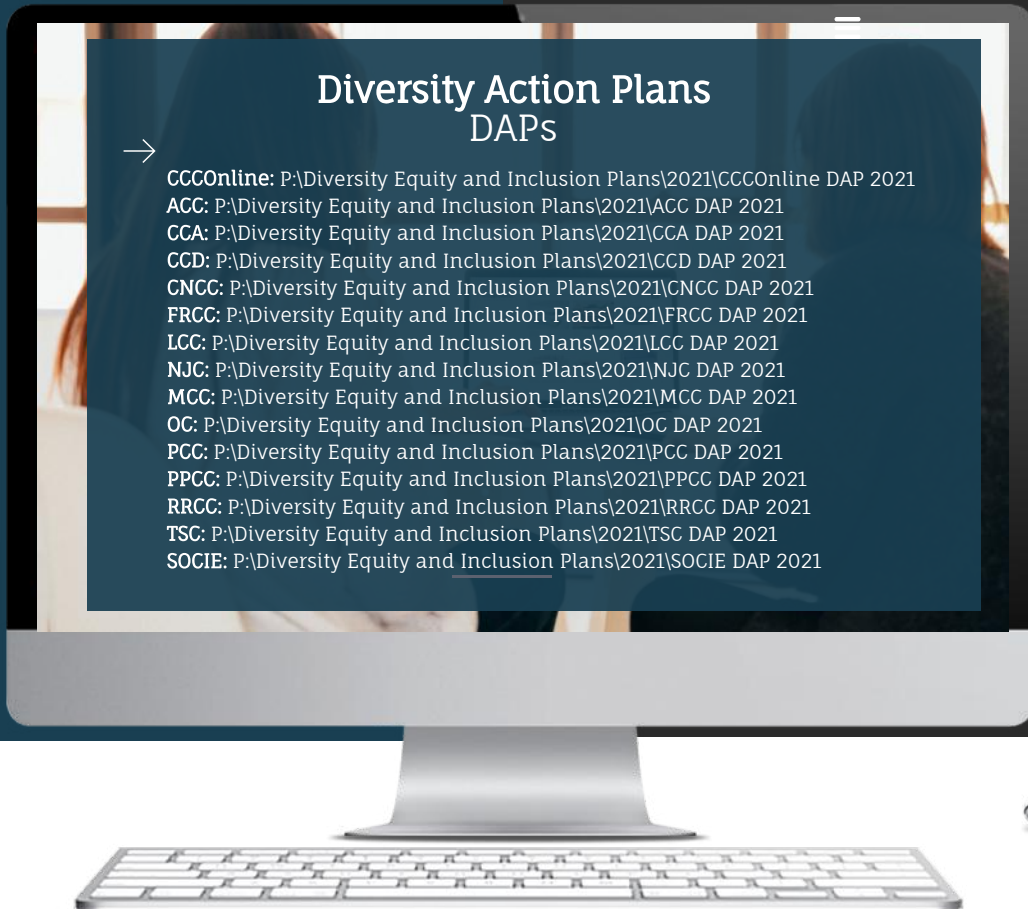 Diversity Action Plans
DAPs
CCCOnline: P:\Diversity Equity and Inclusion Plans\2021\CCCOnline DAP 2021
ACC: P:\Diversity Equity and Inclusion Plans\2021\ACC DAP 2021
CCA: P:\Diversity Equity and Inclusion Plans\2021\CCA DAP 2021
CCD: P:\Diversity Equity and Inclusion Plans\2021\CCD DAP 2021
CNCC: P:\Diversity Equity and Inclusion Plans\2021\CNCC DAP 2021
FRCC: P:\Diversity Equity and Inclusion Plans\2021\FRCC DAP 2021
LCC: P:\Diversity Equity and Inclusion Plans\2021\LCC DAP 2021
NJC: P:\Diversity Equity and Inclusion Plans\2021\NJC DAP 2021
MCC: P:\Diversity Equity and Inclusion Plans\2021\MCC DAP 2021
OC: P:\Diversity Equity and Inclusion Plans\2021\OC DAP 2021
PCC: P:\Diversity Equity and Inclusion Plans\2021\PCC DAP 2021
PPCC: P:\Diversity Equity and Inclusion Plans\2021\PPCC DAP 2021
RRCC: P:\Diversity Equity and Inclusion Plans\2021\RRCC DAP 2021
TSC: P:\Diversity Equity and Inclusion Plans\2021\TSC DAP 2021
SOCIE: P:\Diversity Equity and Inclusion Plans\2021\SOCIE DAP 2021